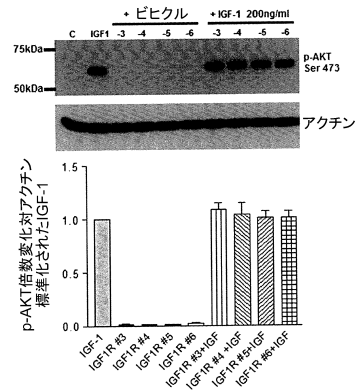 + ビヒクル
+ IGF-1 200ng/ml
C IGF1 -3 -4 -5 -6 -3 -4 -5 -6
75kDa
p-AKT
Ser 473
50kDa
アクチン
p-AKT倍数変化対アクチン
標準化されたIGF-1
1.5
1.0
0.5
0.0
IGF-1
IGF1R #3
IGF1R #4
IGF1R #5
IGF1R #6
IGF1R #3+IGF
IGF1R #4 +IGF
IGF1R #5+IGF
IGF1R #6+IGF